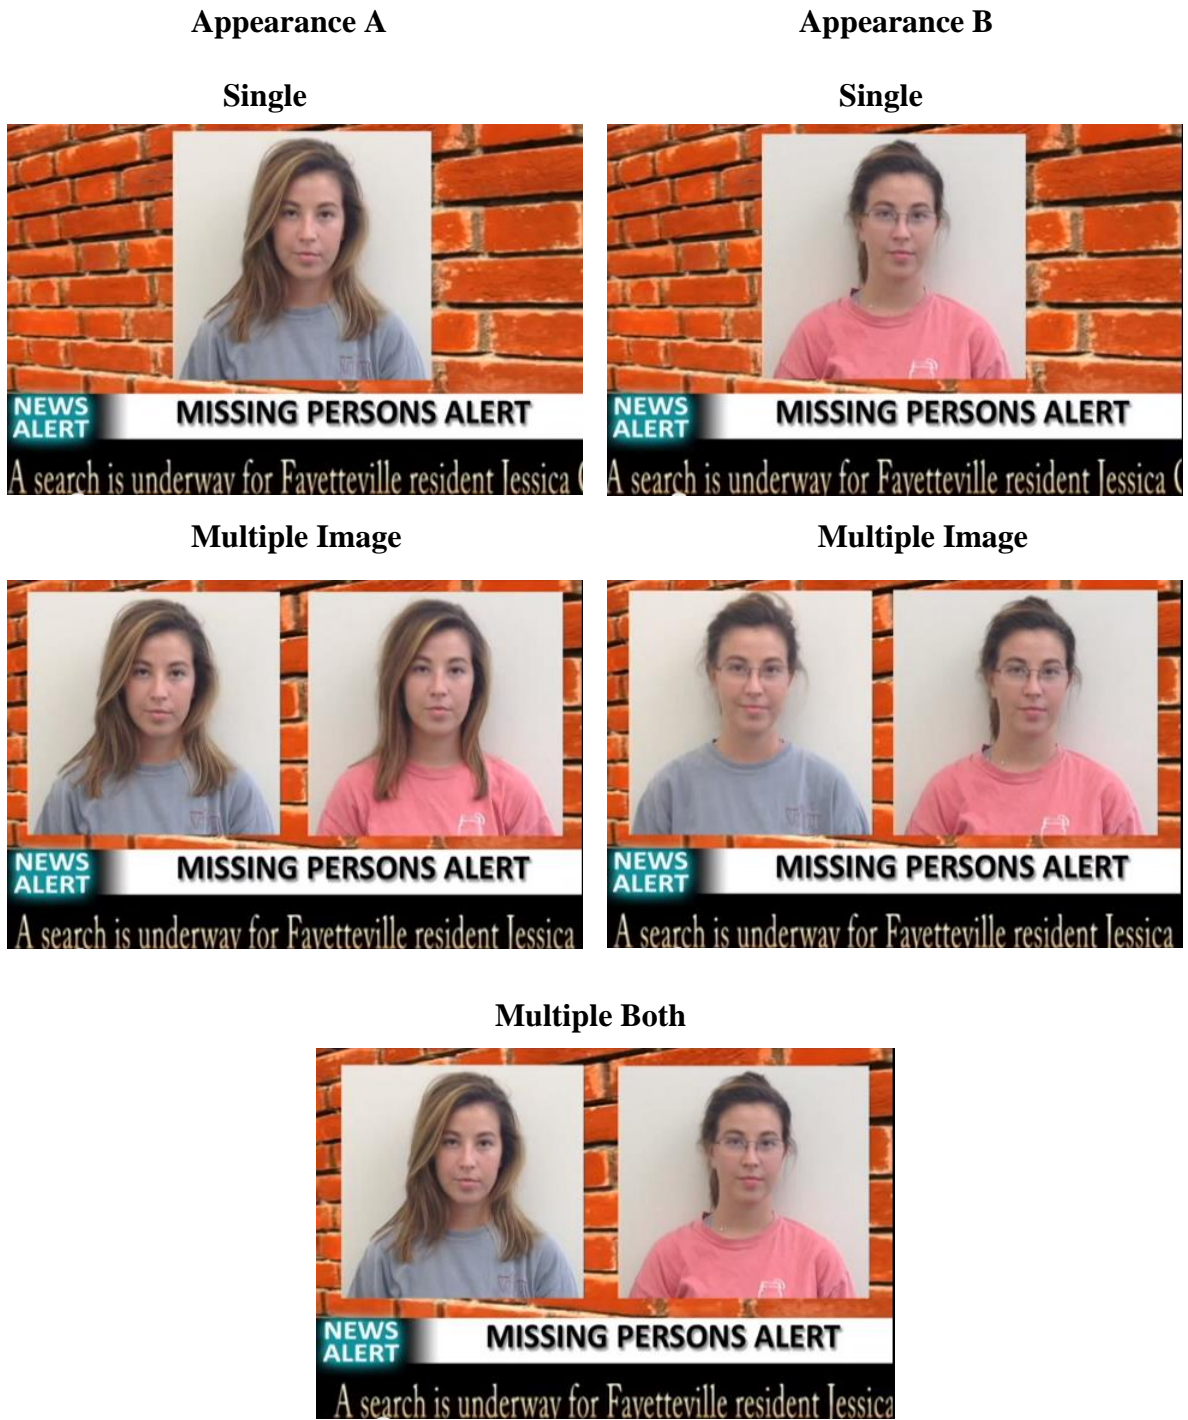 Appearance A
Appearance B
Single
Single
NEWS
ALERT
MISSING PERSONS ALERT
A search is underway for Fayetteville resident Jessica
NEWS
ALERT
MISSING PERSONS ALERT
A search is underway for Fayetteville resident Jessica
Multiple Image
Multiple Image
NEWS
ALERT
MISSING PERSONS ALERT
A search is underway for Fayetteville resident Jessica
NEWS
ALERT
MISSING PERSONS ALERT
A search is underway for Fayetteville resident Jessica
Multiple Both
NEWS
ALERT
MISSING PERSONS ALERT
A search is underway for Fayetteville resident Jessica